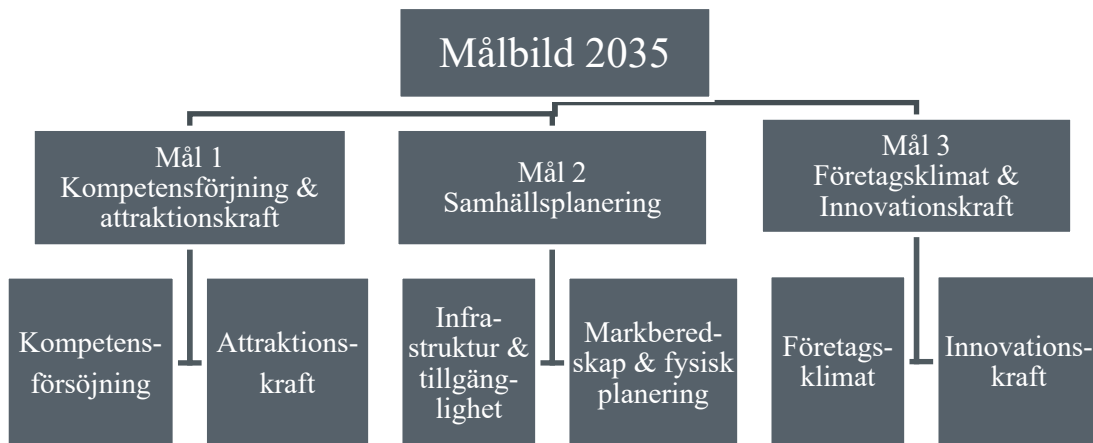 Målbild 2035
Mål 1
Kompetensförjning &
attraktionskraft
Mål 2
Samhällsplanering
Mål 3
Företagsklimat &
Innovationskraft
Kompetens-
försöjning
Attraktions-
kraft
Infra-
struktur &
tillgäng-
lighet
Markbered-
skap & fysisk
planering
Företags-
klimat
Innovations-
kraft